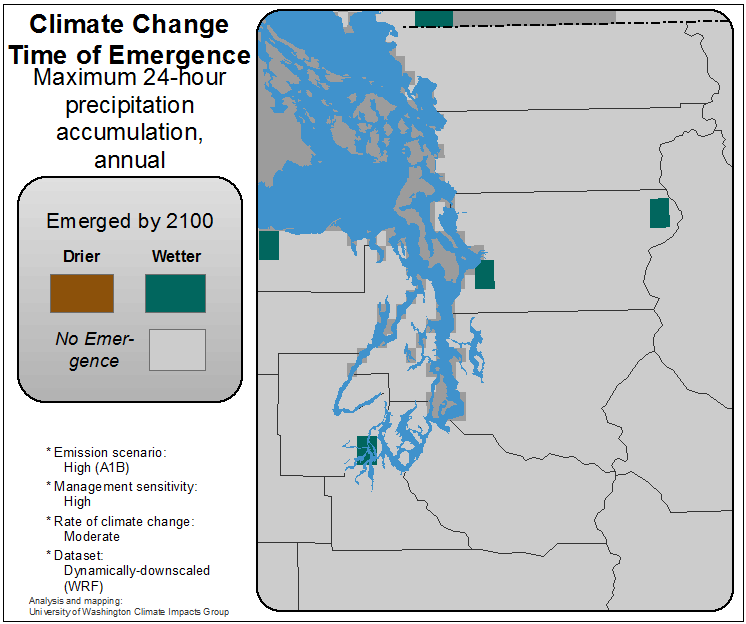 Climate Change
Time of Emergence
Maximum 24-hour
precipitation
accumulation,
annual
Emerged by 2100
Drier Wetter
No Emer-
gence
* Emission scenario:
High (A1B)
* Management sensitivity:
High
* Rate of climate change:
Moderate
* Dataset:
Dynamically-downscaled
(WRF)
Analysis and mapping:
University of Washington Climate Impacts Group